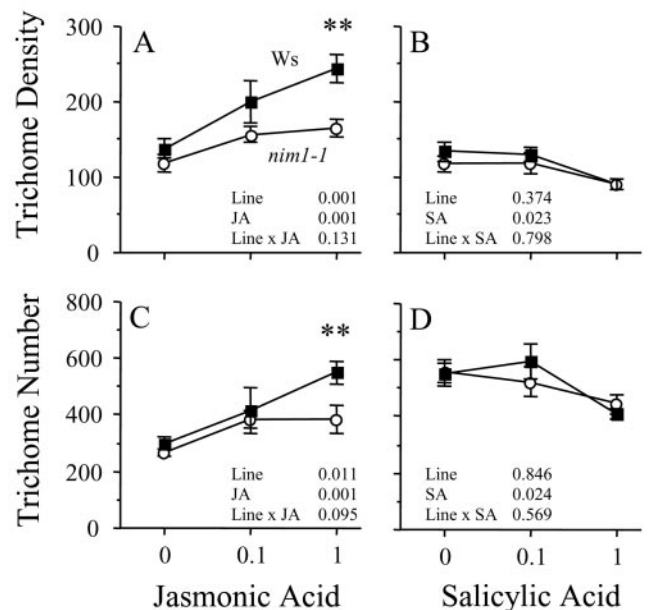 Trichome Density
300
200
100
0
A
**
Ws
nim1-1
Line 0.001
JA 0.001
Line x JA 0.131
B
Line 0.374
SA 0.023
Line x SA 0.798
Trichome Number
800
600
400
200
0
C
**
Line 0.011
JA 0.001
Line x JA 0.095
D
Line 0.846
SA 0.024
Line x SA 0.569
0 0.1 1
0 0.1 1
Jasmonic Acid
Salicylic Acid